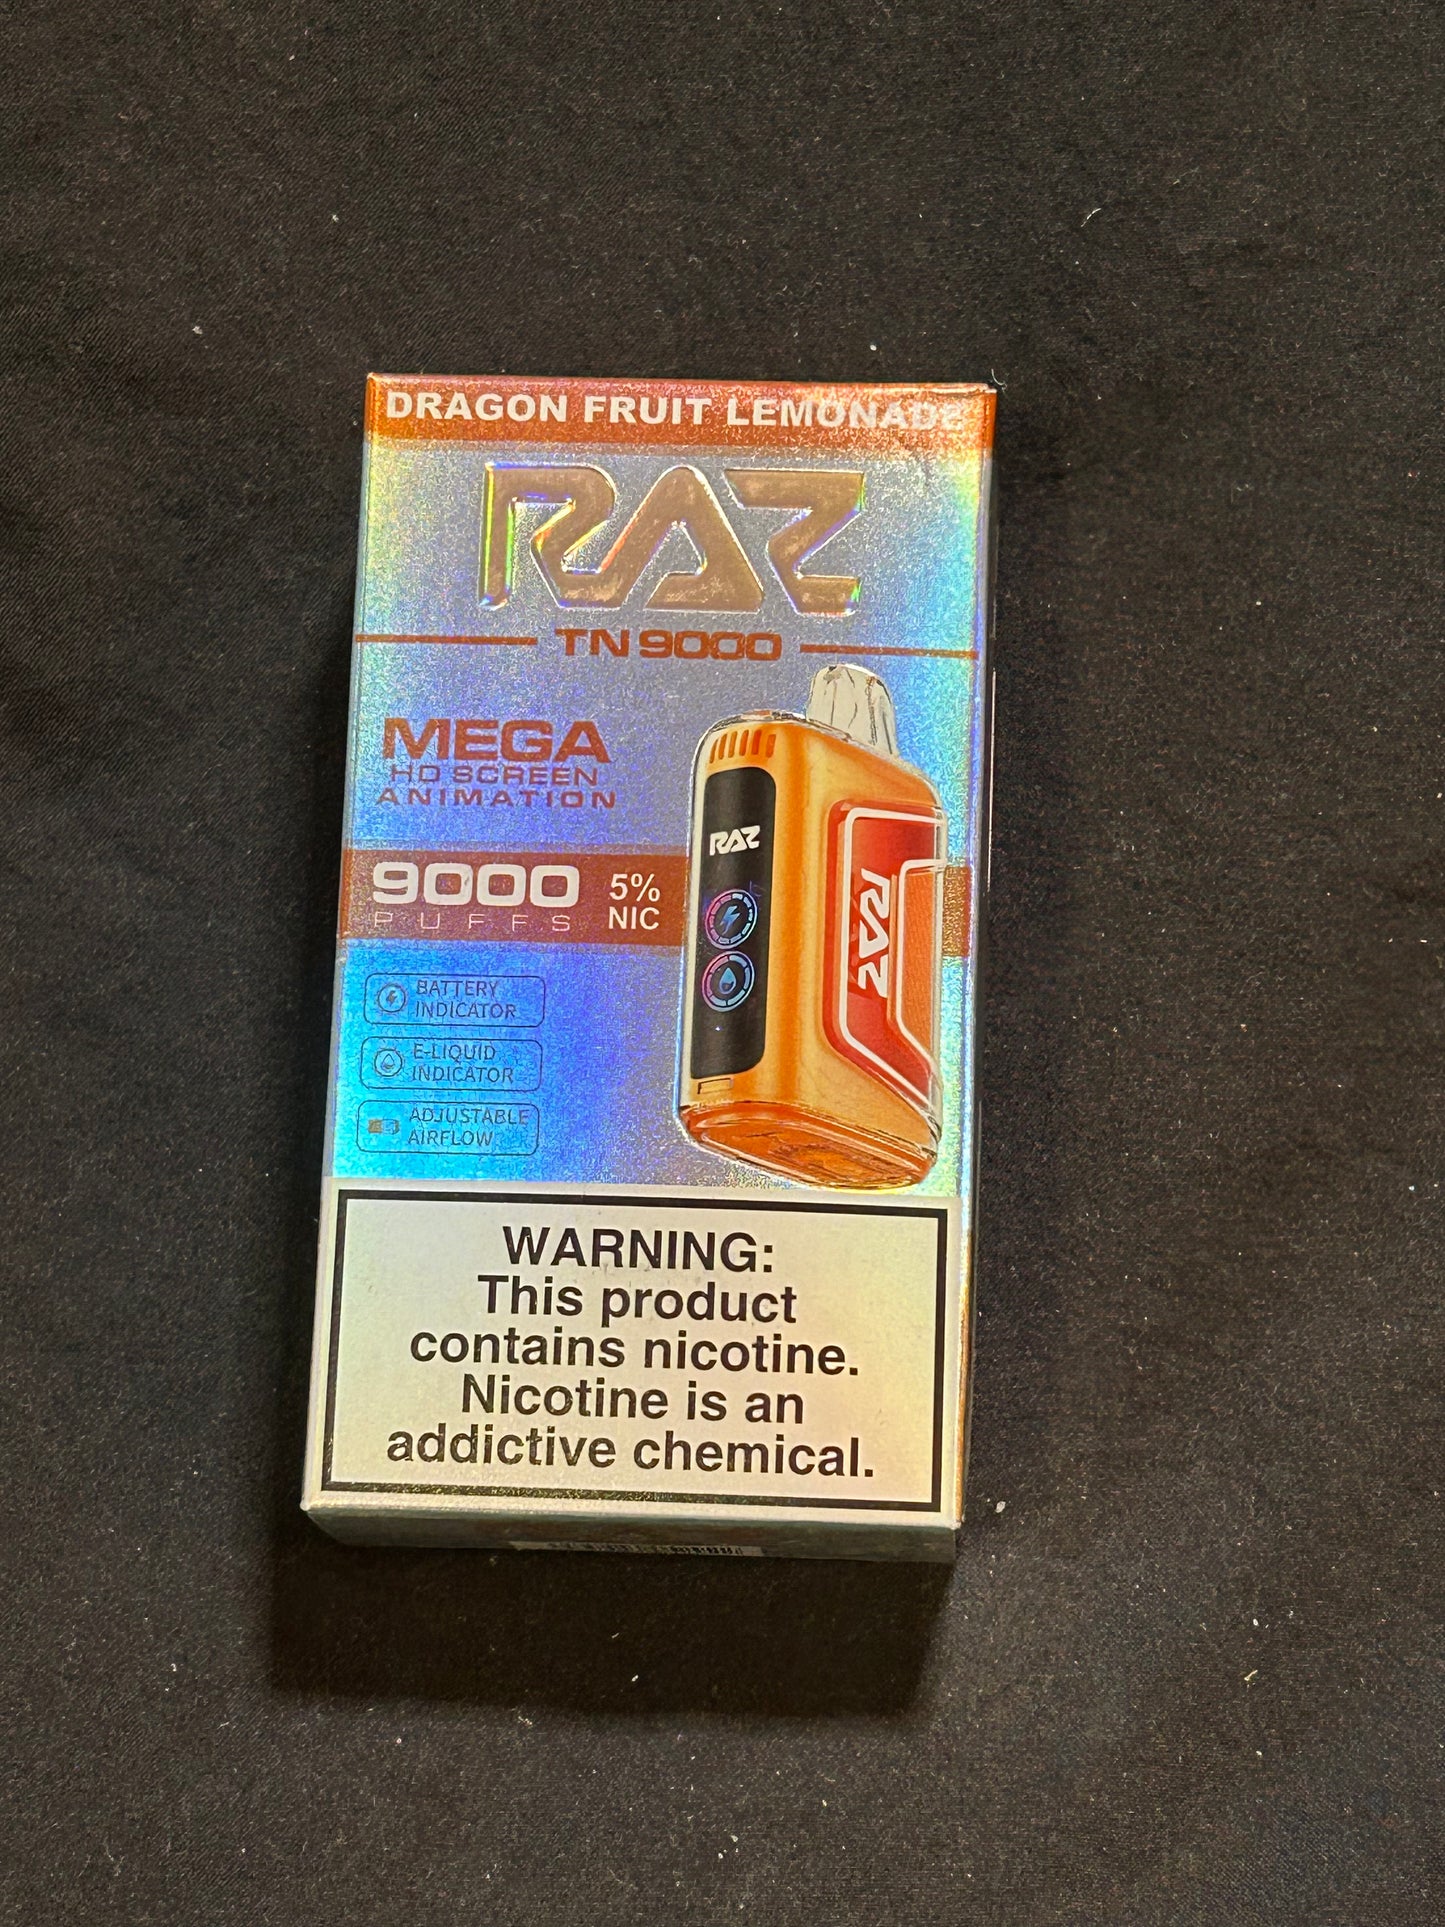 DRAGON FRUIT LEMONADE
RAZ
TN 9000
MEGA
HD SCREEN
ANIMATION
9000
PUFFS
5%
NIC
BATTERY
INDICATOR
E-LIQUID
INDICATOR
ADJUSTABLE
AIRFLOW
RAZ
RAZ
WARNING:
This product
contains nicotine.
Nicotine is an
addictive chemical.